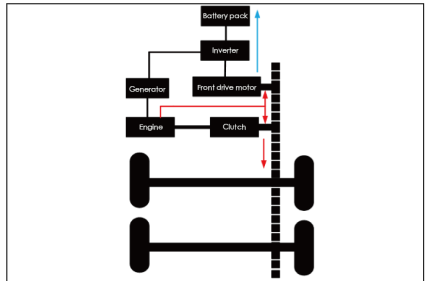 Battery pack
Inverter
Generator
Front drive motor
Engine
Clutch